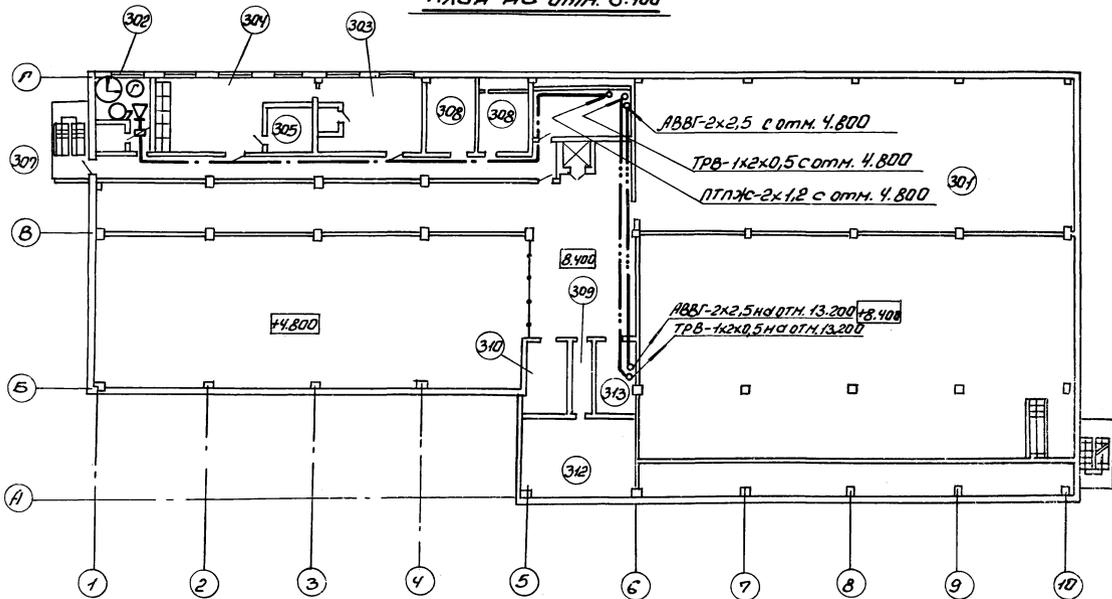 302 304 303
Г
305 308 308
АВВГ-2х2,5 с отм. 4.800
307
ТРВ-1х2х0,5 с отм. 4.800
301
ПТПЖ-2х1,2 с отм. 4.800
В
8.400
309
АВВГ-2х2,5 на отм. 13.200 +8.400
+4.800
ТРВ-1х2х0,5 на отм. 13.200
310
Б
313
312
А
1 2 3 4 5 6 7 8 9 10